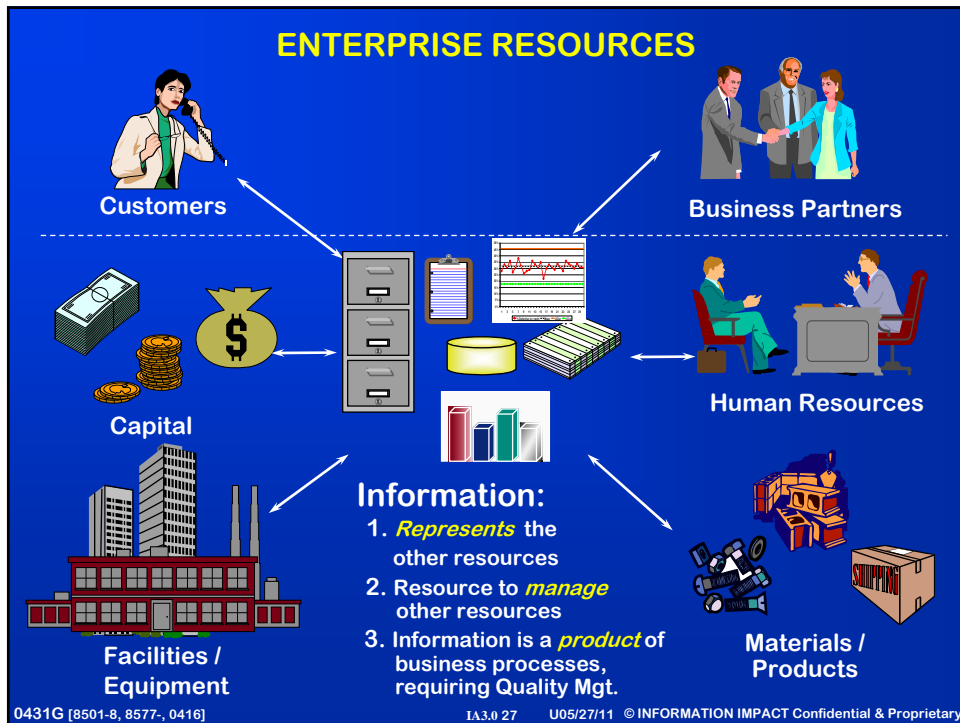 ENTERPRISE RESOURCES
Customers
Business Partners
$
Capital
Human Resources
Information:
1. Represents the
other resources
2. Resource to manage
other resources
3. Information is a product of
business processes,
requiring Quality Mgt.
Facilities /
Equipment
SHIPPING
Materials /
Products
0431G [8501-8, 8577-, 0416]
IA3.0 27
U05/27/11 © INFORMATION IMPACT Confidential & Proprietary